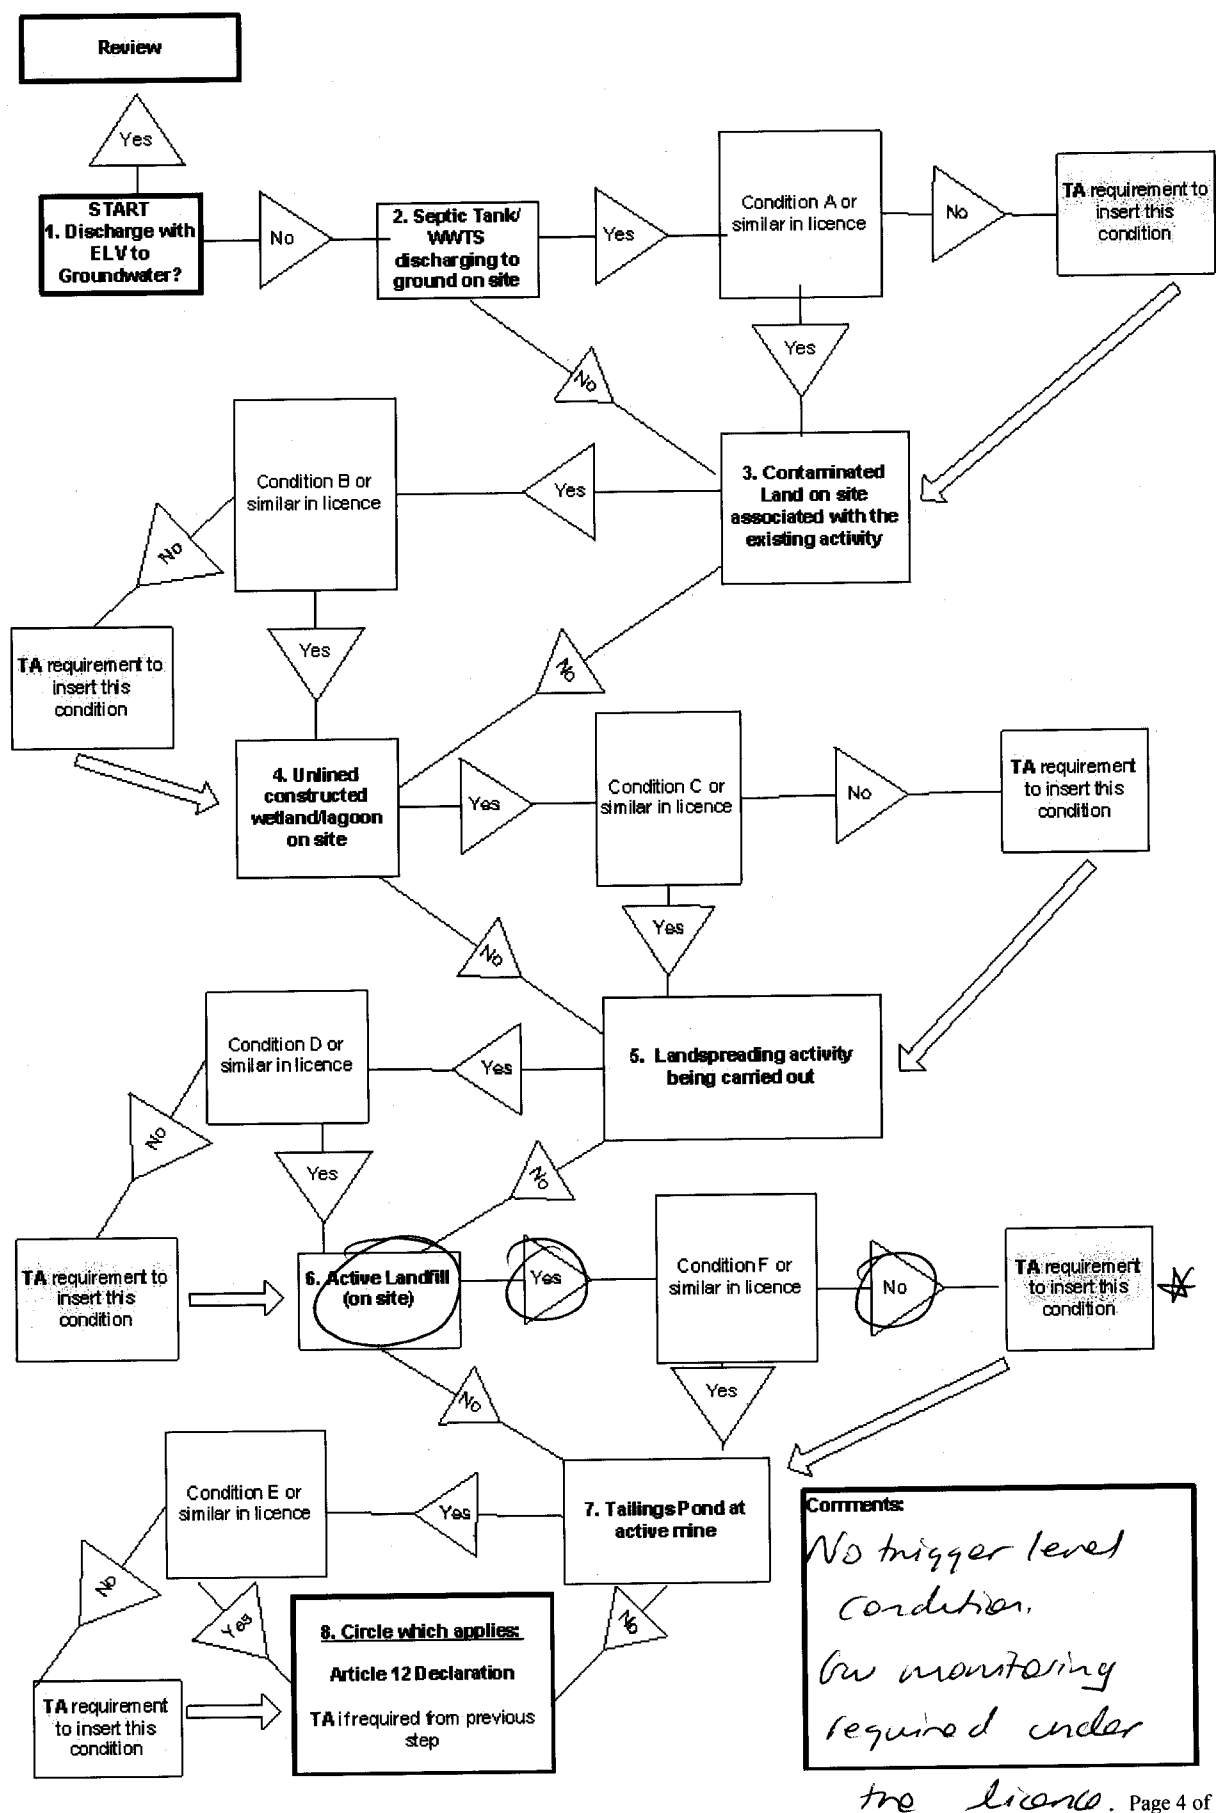 Review
Yes
START
1. Discharge with
ELV to
Groundwater?
No
2. Septic Tank/
WWTS
discharging to
ground on site
Yes
Condition A or
similar in licence
No
TA requirement to
insert this
condition
Yes
No
3. Contaminated
Land on site
associated with the
existing activity
Yes
Condition B or
similar in licence
No
TA requirement to
insert this
condition
Yes
No
4. Unlined
constructed
wetland/lagoon
on site
Yes
Condition C or
similar in licence
No
TA requirement
to insert this
condition
Yes
No
5. Landspreading activity
being carried out
Yes
Condition D or
similar in licence
No
TA requirement to
insert this
condition
Yes
No
6. Active Landfill
(on site)
Yes
Condition F or
similar in licence
No
TA requirement
to insert this
condition
Yes
No
7. Tailings Pond at
active mine
Yes
Condition E or
similar in licence
No
TA requirement
to insert this
condition
Yes
No
8. Circle which applies:
Article 12 Declaration
TA if required from previous
step
Comments:
No trigger level
condition.
GW monitoring
required under
the licence.
Page 4 of